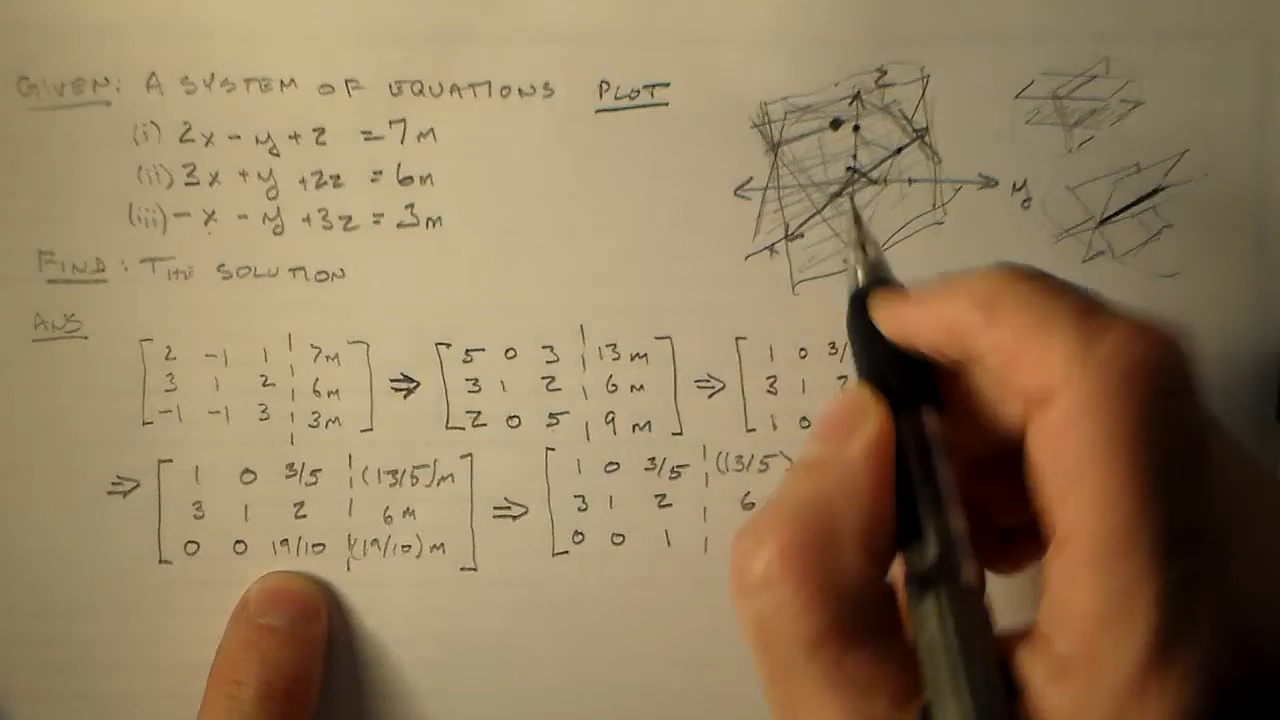 GIVEN: A SYSTEM OF EQUATIONS PLOT
(i) 2x - y + z = 7m
(ii) 3x + y + 2z = 6m
(iii) - x - y + 3z = 3m
FIND: THE SOLUTION
ANS
z
y
x
2 -1 1 | 7m
3 1 2 | 6m
-1 -1 3 | 3m
⇒
5 0 3 | 13m
3 1 2 | 6m
2 0 5 | 9m
⇒
1 0 3/
3 1 2
1 0
⇒
1 0 3/5 | (13/5)m
3 1 2 | 6m
0 0 19/10 | (19/10)m
⇒
1 0 3/5 | (13/5)
3 1 2 | 6
0 0 1 |